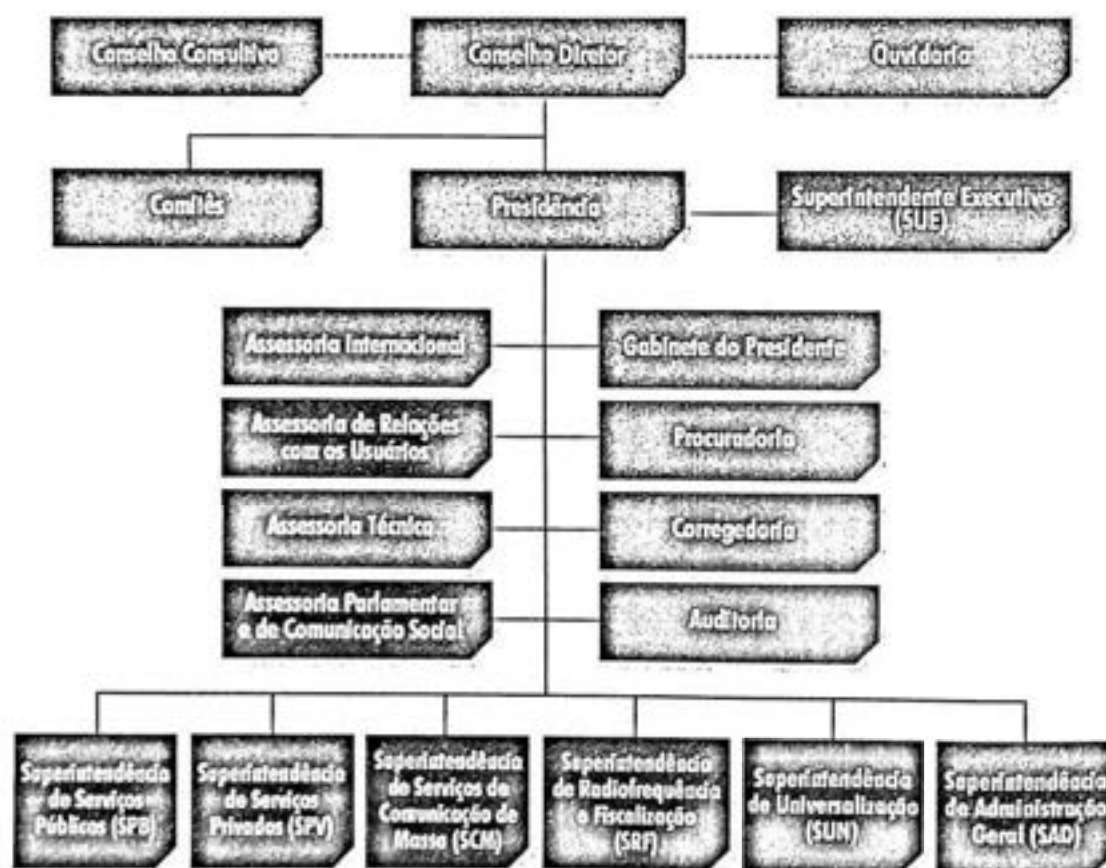 Conselho Consultivo
Conselho Diretor
Ouvidoria
Comitês
Presidência
Superintendente Executivo
(SUE)
Assessoria Internacional
Gabinete do Presidente
Assessoria de Relações
com os Usuários
Procuradoria
Assessoria Técnica
Corregedoria
Assessoria Parlamentar
e de Comunicação Social
Auditoria
Superintendência
de Serviços
Públicos (SPB)
Superintendência
de Serviços
Privados (SPV)
Superintendência
de Serviços de
Comunicação de
Massa (SCM)
Superintendência
de Radiofrequência
e Fiscalização
(SRF)
Superintendência
de Universalização
(SUN)
Superintendência
de Administração
Geral (SAD)